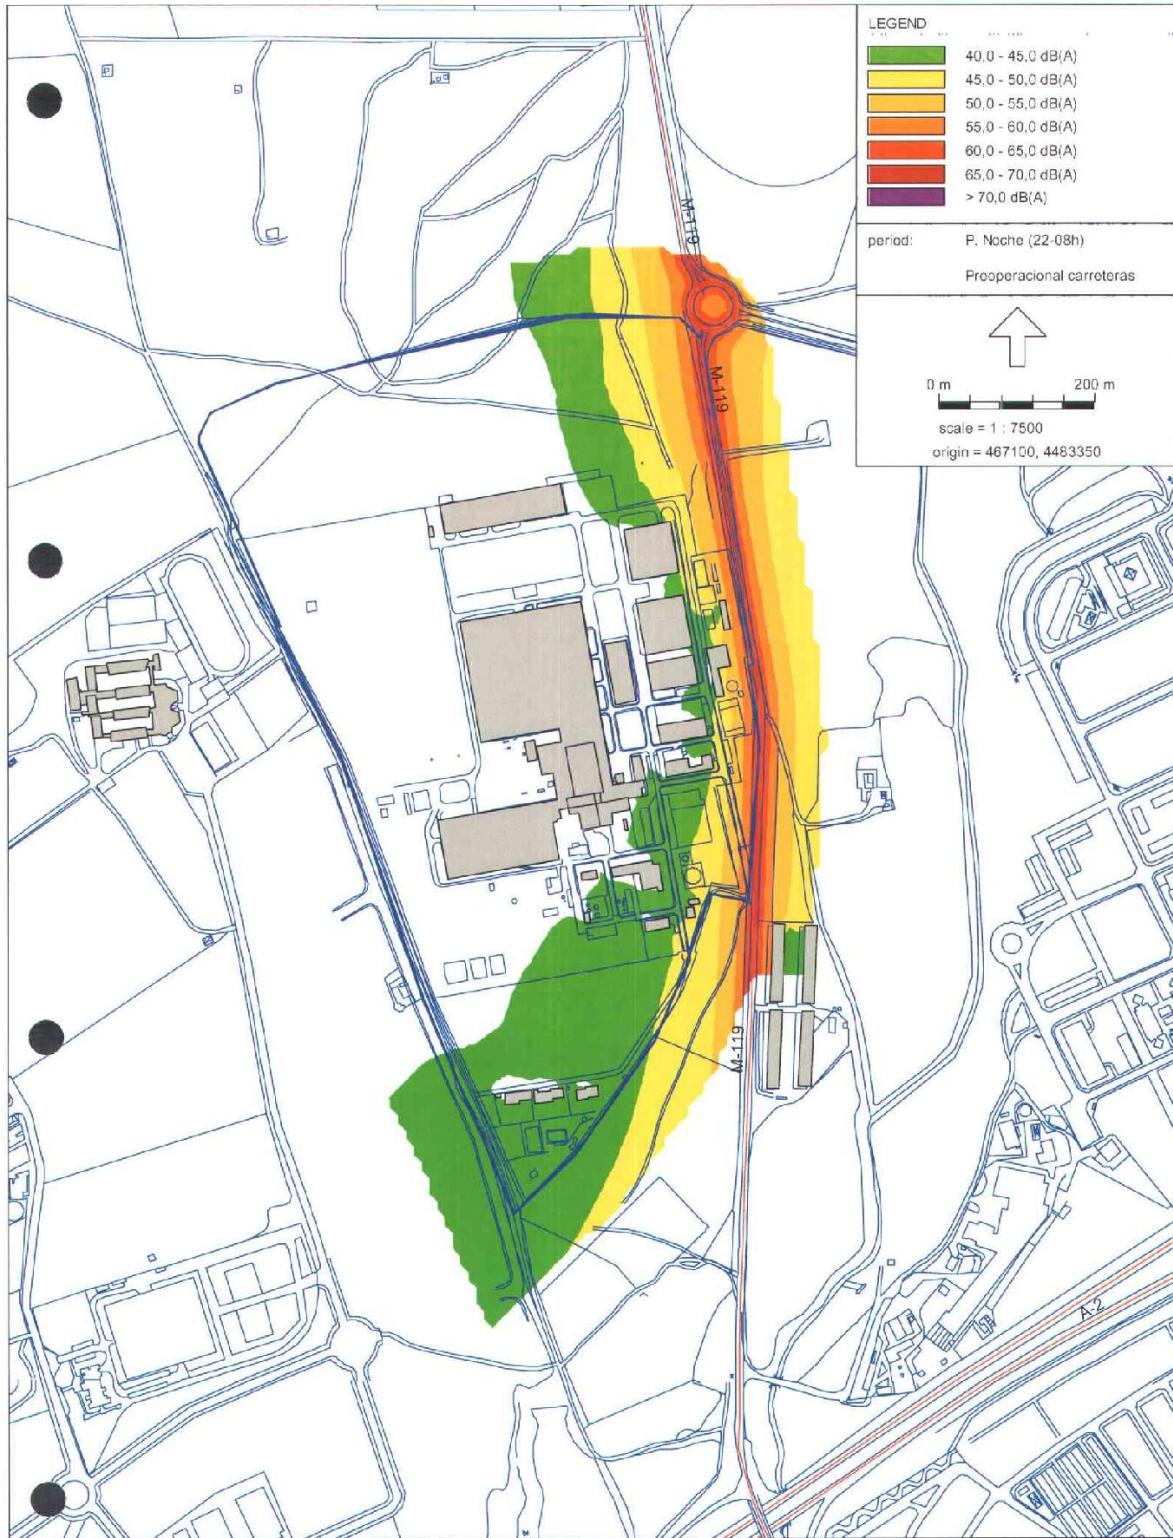 LEGEND
40,0 - 45,0 dB(A)
45,0 - 50,0 dB(A)
50,0 - 55,0 dB(A)
55,0 - 60,0 dB(A)
60,0 - 65,0 dB(A)
65,0 - 70,0 dB(A)
> 70,0 dB(A)
period: P. Noche (22-08h)
Preoperacional carreteras
0 m 200 m
scale = 1 : 7500
origin = 467100, 4483350
M-119
M-119
M-119
A-2